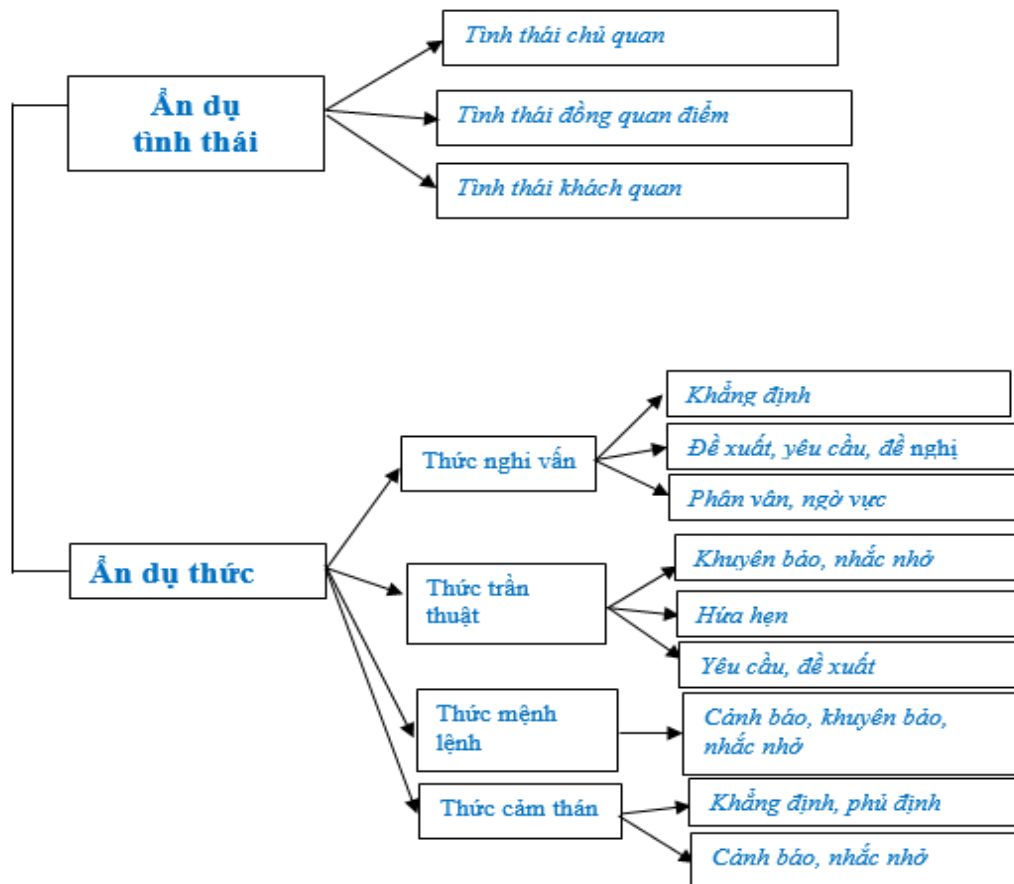 Ẩn dụ
tình thái
Tình thái chủ quan
Tình thái đồng quan điểm
Tình thái khách quan
Ẩn dụ thức
Thức nghi vấn
Khẳng định
Đề xuất, yêu cầu, đề nghị
Phân vân, ngờ vực
Thức trần
thuật
Khuyên bảo, nhắc nhở
Hứa hẹn
Yêu cầu, đề xuất
Thức mệnh
lệnh
Cảnh báo, khuyên bảo,
nhắc nhở
Thức cảm thán
Khẳng định, phủ định
Cảnh báo, nhắc nhở